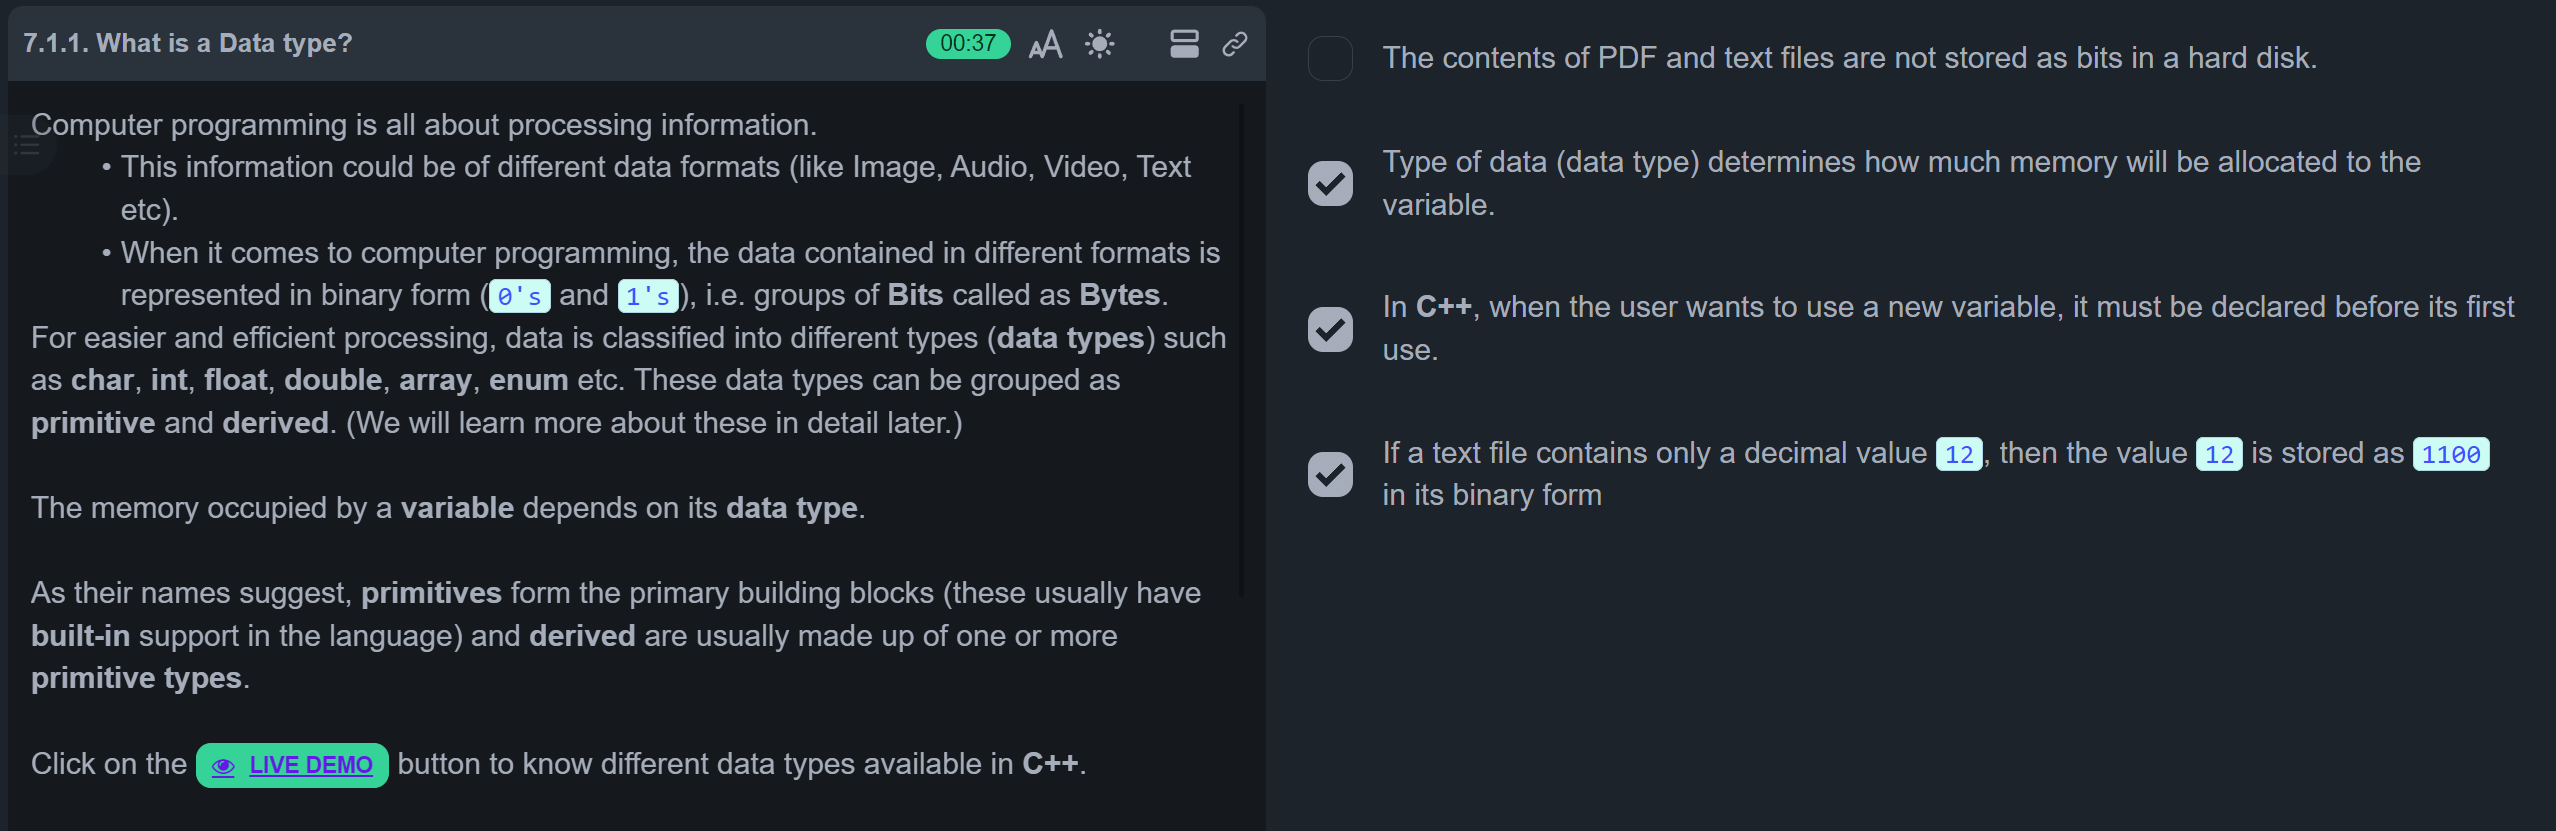 7.1.1. What is a Data type?
00:37
Computer programming is all about processing information.
• This information could be of different data formats (like Image, Audio, Video, Text
etc).
• When it comes to computer programming, the data contained in different formats is
represented in binary form (0's and 1's), i.e. groups of Bits called as Bytes.
For easier and efficient processing, data is classified into different types (data types) such
as char, int, float, double, array, enum etc. These data types can be grouped as
primitive and derived. (We will learn more about these in detail later.)
The memory occupied by a variable depends on its data type.
As their names suggest, primitives form the primary building blocks (these usually have
built-in support in the language) and derived are usually made up of one or more
primitive types.
Click on the LIVE DEMO button to know different data types available in C++.
The contents of PDF and text files are not stored as bits in a hard disk.
Type of data (data type) determines how much memory will be allocated to the
variable.
In C++, when the user wants to use a new variable, it must be declared before its first
use.
If a text file contains only a decimal value 12, then the value 12 is stored as 1100
in its binary form